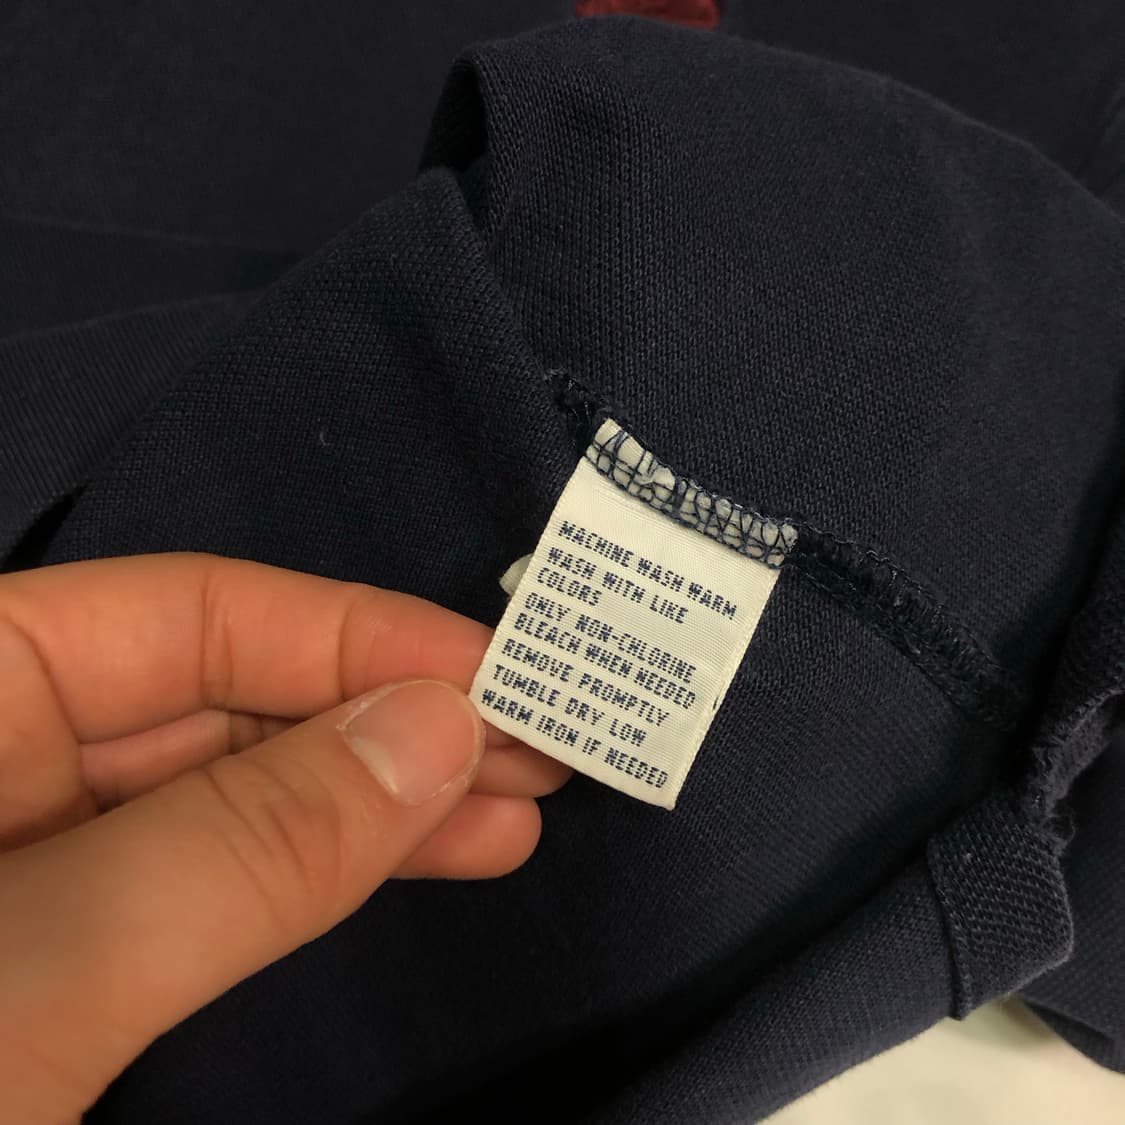 MACHINE WASH WARM
WASH WITH LIKE
COLORS
ONLY NON-CHLORINE
BLEACH WHEN NEEDED
REMOVE PROMPTLY
TUMBLE DRY LOW
WARM IRON IF NEEDED